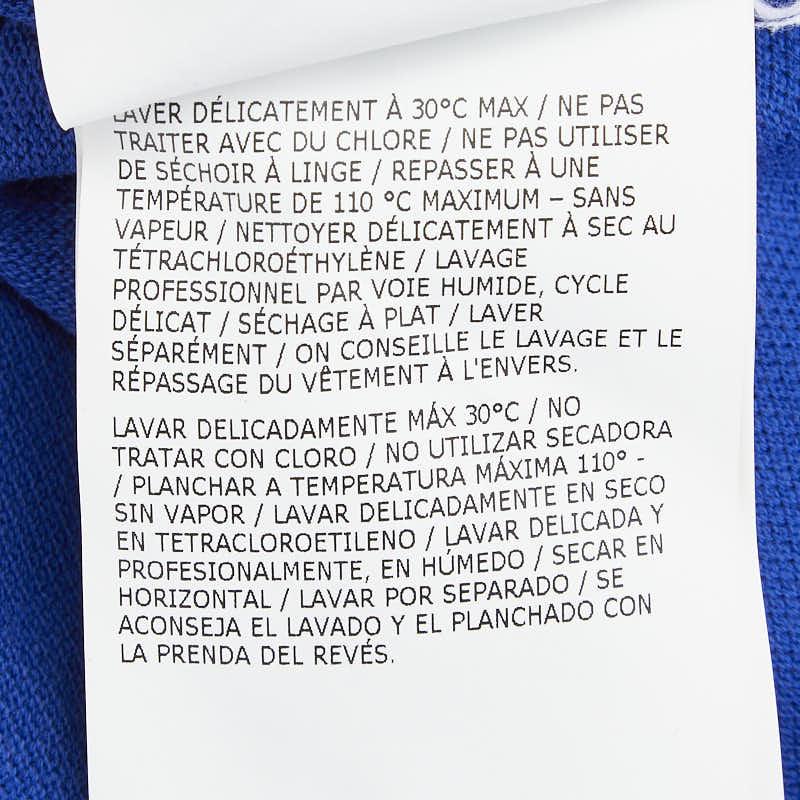 LAVER DÉLICATEMENT À 30°C MAX / NE PAS
TRAITER AVEC DU CHLORE / NE PAS UTILISER
DE SÉCHOIR À LINGE / REPASSER À UNE
TEMPÉRATURE DE 110 °C MAXIMUM – SANS
VAPEUR / NETTOYER DÉLICATEMENT À SEC AU
TÉTRACHLOROÉTHYLÈNE / LAVAGE
PROFESSIONNEL PAR VOIE HUMIDE, CYCLE
DÉLICAT / SÉCHAGE À PLAT / LAVER
SÉPARÉMENT / ON CONSEILLE LE LAVAGE ET LE
RÉPASSAGE DU VÊTEMENT À L'ENVERS.
LAVAR DELICADAMENTE MÁX 30°C / NO
TRATAR CON CLORO / NO UTILIZAR SECADORA
/ PLANCHAR A TEMPERATURA MÁXIMA 110° -
SIN VAPOR / LAVAR DELICADAMENTE EN SECO
EN TETRACLOROETILENO / LAVAR DELICADA Y
PROFESIONALMENTE, EN HÚMEDO / SECAR EN
HORIZONTAL / LAVAR POR SEPARADO / SE
ACONSEJA EL LAVADO Y EL PLANCHADO CON
LA PRENDA DEL REVÉS.